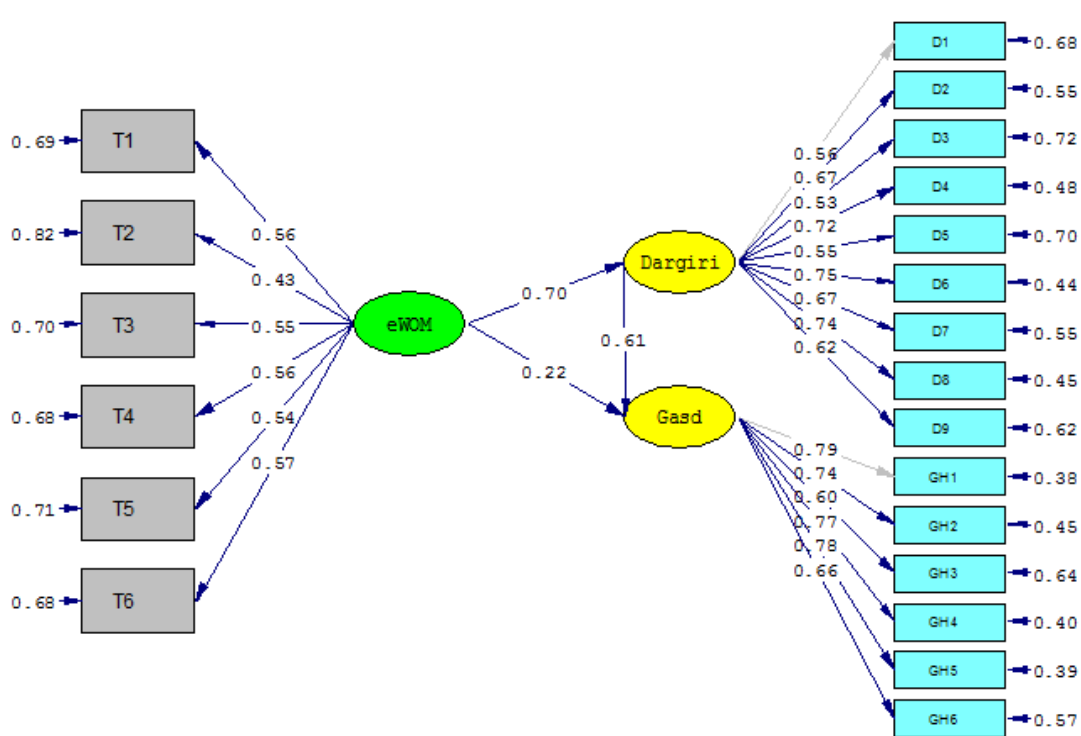 0.69
T1
0.82
T2
0.70
T3
0.68
T4
0.71
T5
0.68
T6
0.56
0.43
0.55
0.56
0.54
0.57
eWOM
0.70
0.22
Dargiri
0.61
Gasd
0.56
0.67
0.53
0.72
0.55
0.75
0.67
0.74
0.62
0.79
0.74
0.60
0.77
0.78
0.66
D1
0.68
D2
0.55
D3
0.72
D4
0.48
D5
0.70
D6
0.44
D7
0.55
D8
0.45
D9
0.62
GH1
0.38
GH2
0.45
GH3
0.64
GH4
0.40
GH5
0.39
GH6
0.57